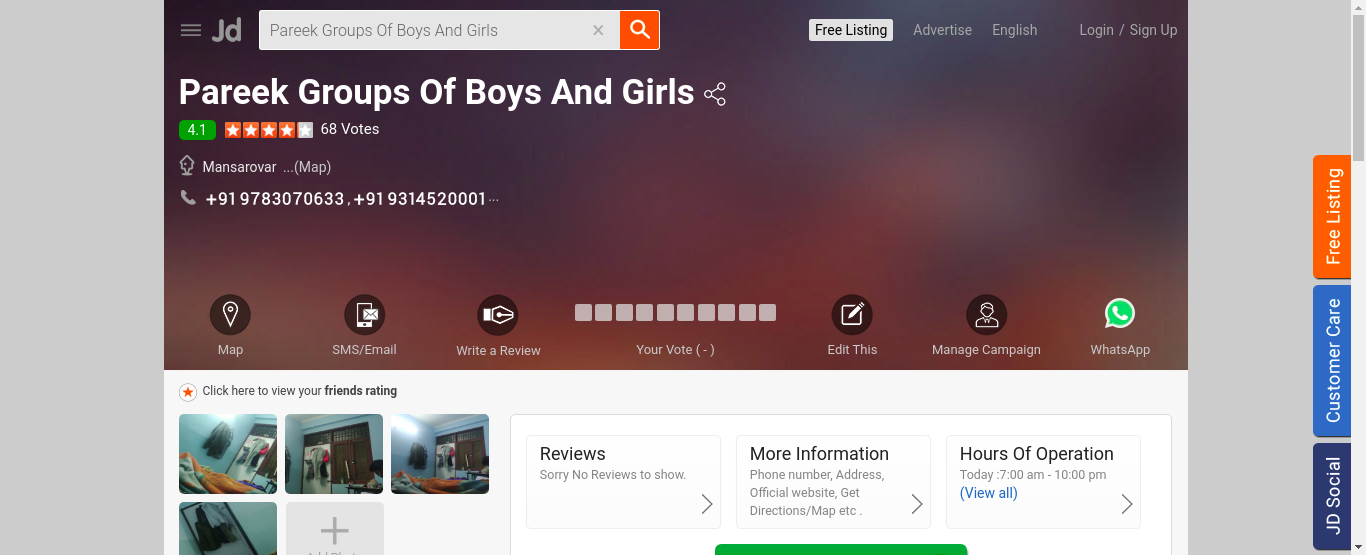 Jd
Pareek Groups Of Boys And Girls
Free Listing
Advertise
English
Login / Sign Up
Pareek Groups Of Boys And Girls
4.1
68 Votes
Mansarovar ...(Map)
+91 9783070633 , +91 9314520001 ...
Map
SMS/Email
Write a Review
Your Vote ( - )
Edit This
Manage Campaign
WhatsApp
Click here to view your friends rating
Reviews
Sorry No Reviews to show.
More Information
Phone number, Address,
Official website, Get
Directions/Map etc .
Hours Of Operation
Today :7:00 am - 10:00 pm
(View all)
Free Listing
Customer Care
JD Social